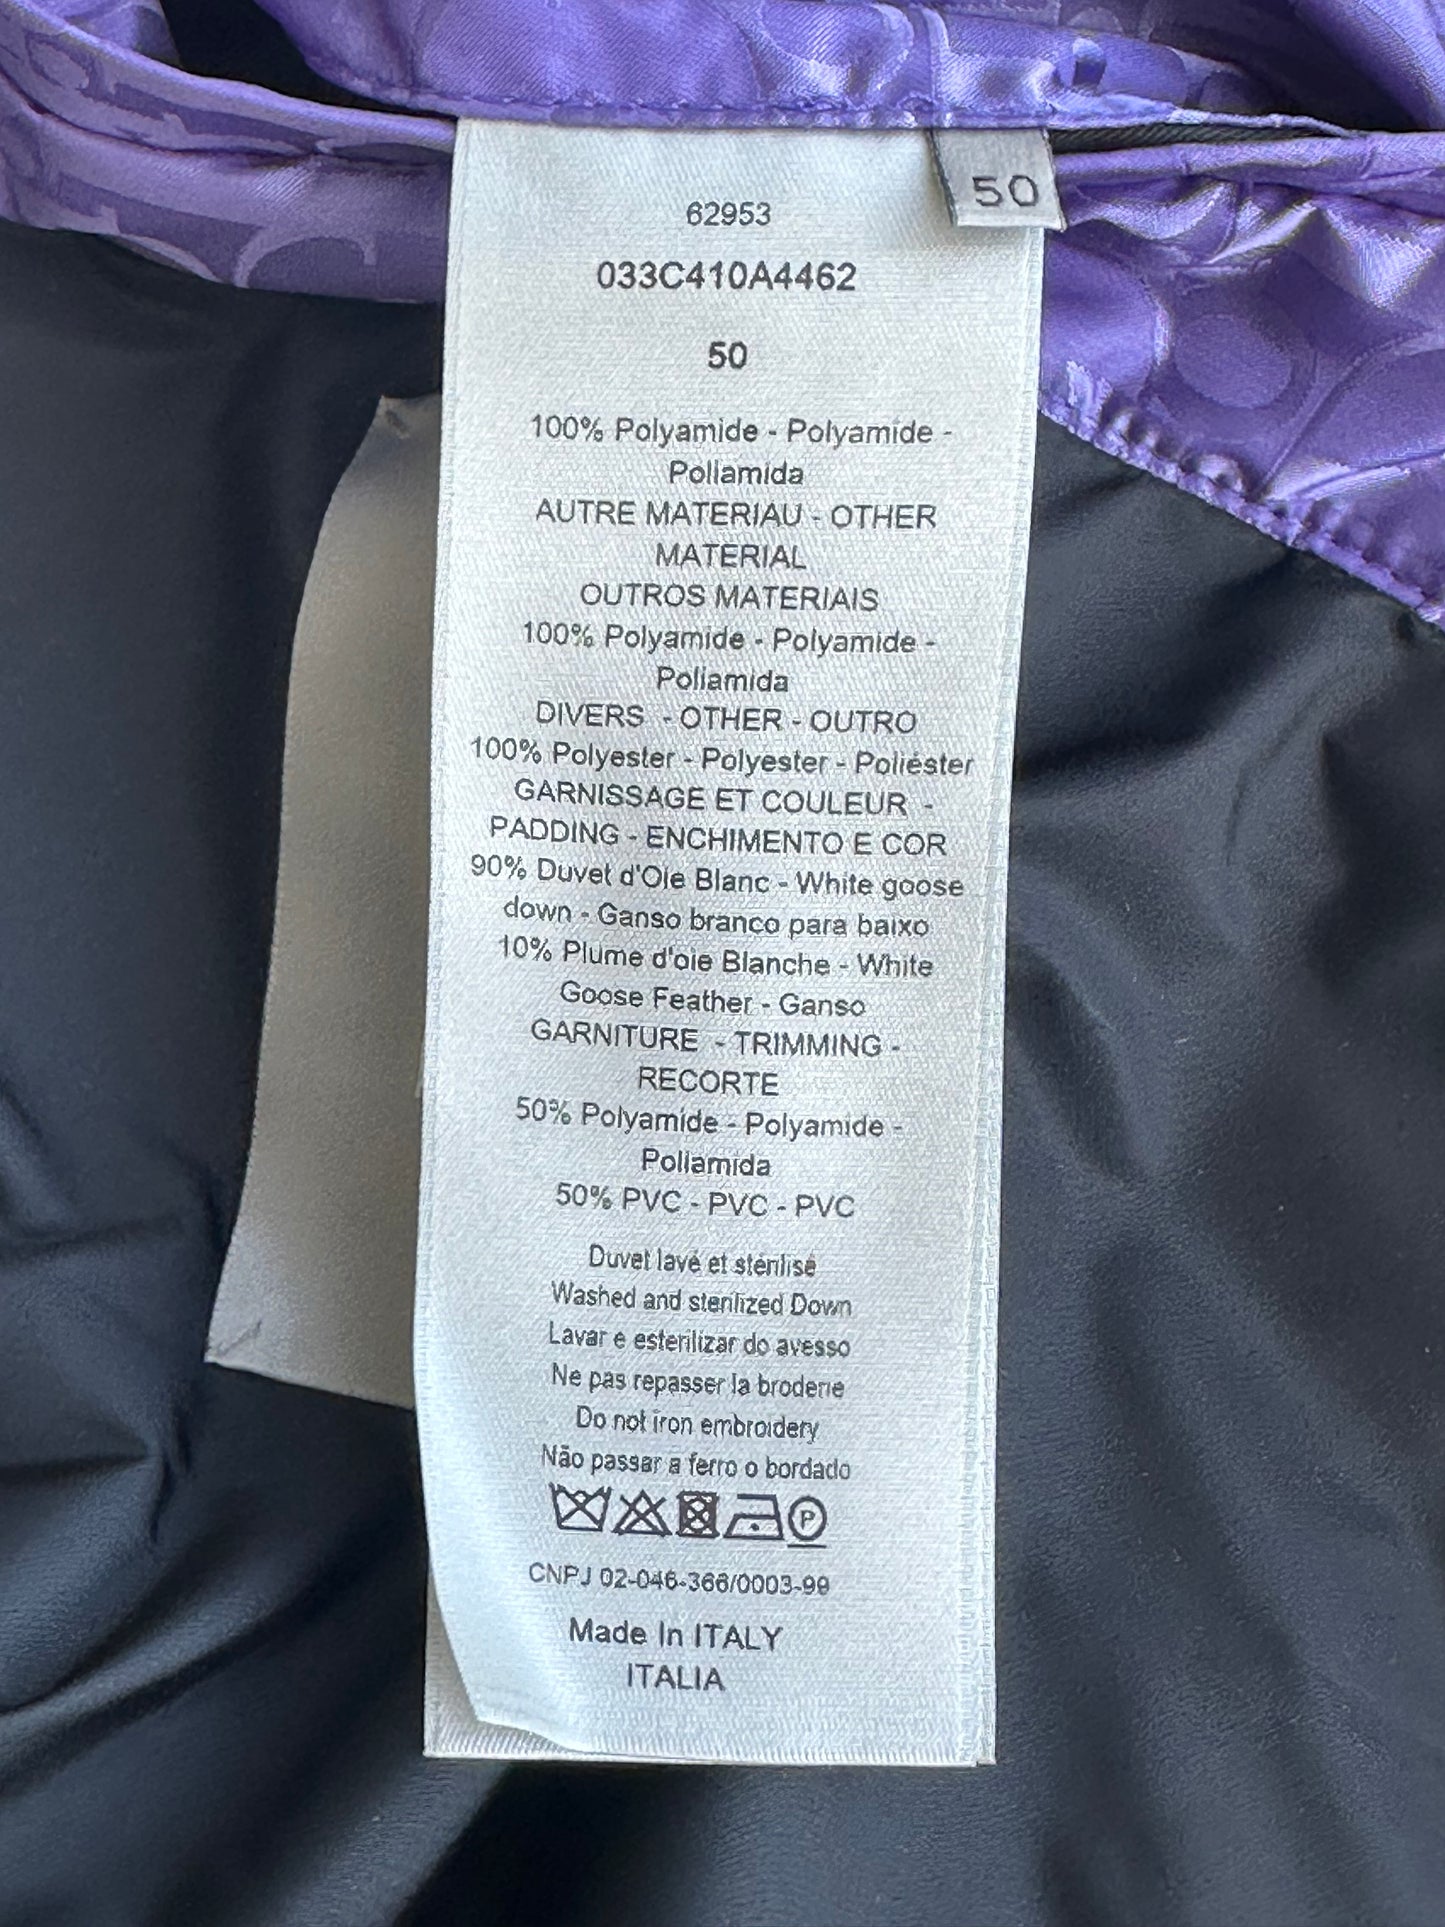 50
62953
033C410A4462
50
100% Polyamide - Polyamide -
Poliamida
AUTRE MATERIAU - OTHER
MATERIAL
OUTROS MATERIAIS
100% Polyamide - Polyamide -
Poliamida
DIVERS - OTHER - OUTRO
100% Polyester - Polyester - Poliéster
GARNISSAGE ET COULEUR -
PADDING - ENCHIMENTO E COR
90% Duvet d'Oie Blanc - White goose
down - Ganso branco para baixo
10% Plume d'oie Blanche - White
Goose Feather - Ganso
GARNITURE - TRIMMING -
RECORTE
50% Polyamide - Polyamide -
Poliamida
50% PVC - PVC - PVC
Duvet lavé et stérilisé
Washed and sterilized Down
Lavar e esterilizar do avesso
Ne pas repasser la broderie
Do not iron embroidery
Não passar a ferro o bordado
P
CNPJ 02-046-366/0003-99
Made In ITALY
ITALIA